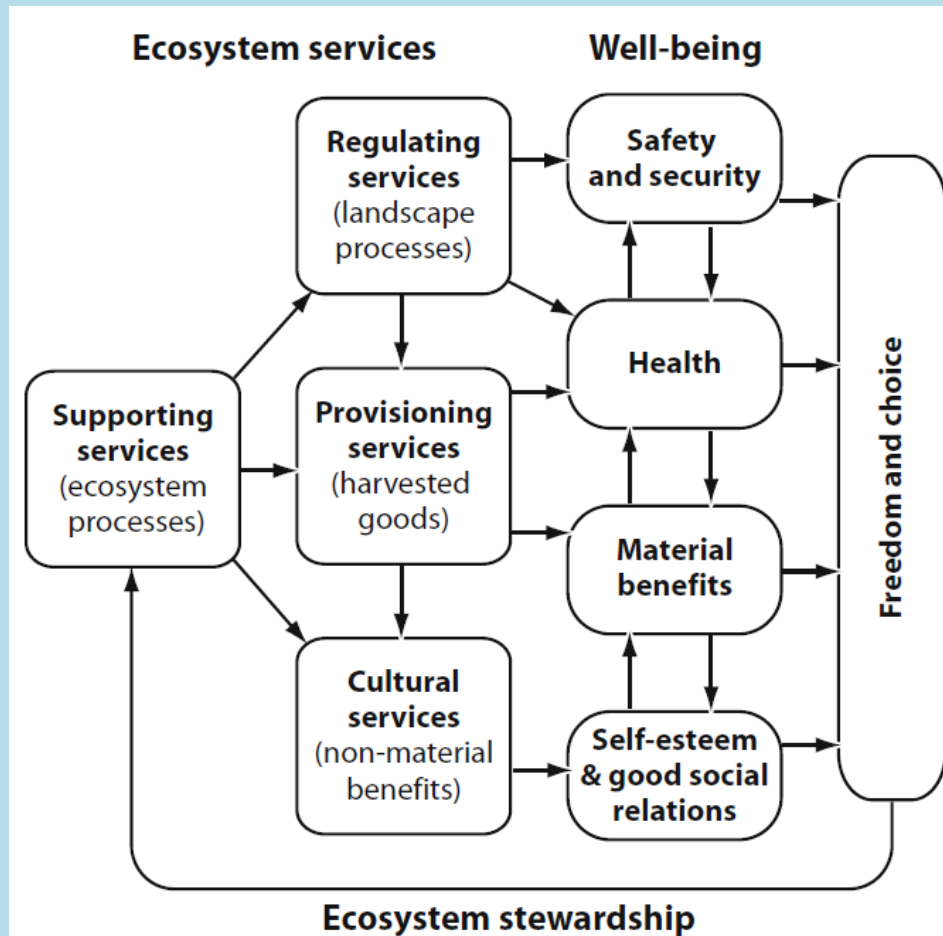 Ecosystem services
Well-being
Regulating
services
(landscape
processes)
Safety
and security
Supporting
services
(ecosystem
processes)
Provisioning
services
(harvested
goods)
Health
Material
benefits
Cultural
services
(non-material
benefits)
Self-esteem
& good social
relations
Freedom and choice
Ecosystem stewardship